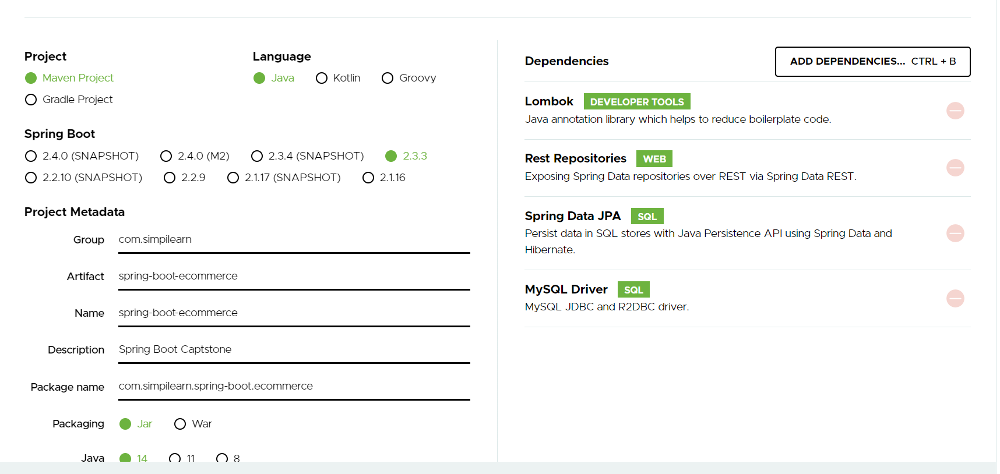 Project
Maven Project
Gradle Project
Language
Java Kotlin Groovy
Spring Boot
2.4.0 (SNAPSHOT) 2.4.0 (M2) 2.3.4 (SNAPSHOT) 2.3.3
2.2.10 (SNAPSHOT) 2.2.9 2.1.17 (SNAPSHOT) 2.1.16
Project Metadata
Group com.simpilearn
Artifact spring-boot-ecommerce
Name spring-boot-ecommerce
Description Spring Boot Captstone
Package name com.simpilearn.spring-boot.ecommerce
Packaging Jar War
Java 14 11 8
Dependencies
ADD DEPENDENCIES... CTRL + B
Lombok DEVELOPER TOOLS
Java annotation library which helps to reduce boilerplate code.
Rest Repositories WEB
Exposing Spring Data repositories over REST via Spring Data REST.
Spring Data JPA SQL
Persist data in SQL stores with Java Persistence API using Spring Data and
Hibernate.
MySQL Driver SQL
MySQL JDBC and R2DBC driver.